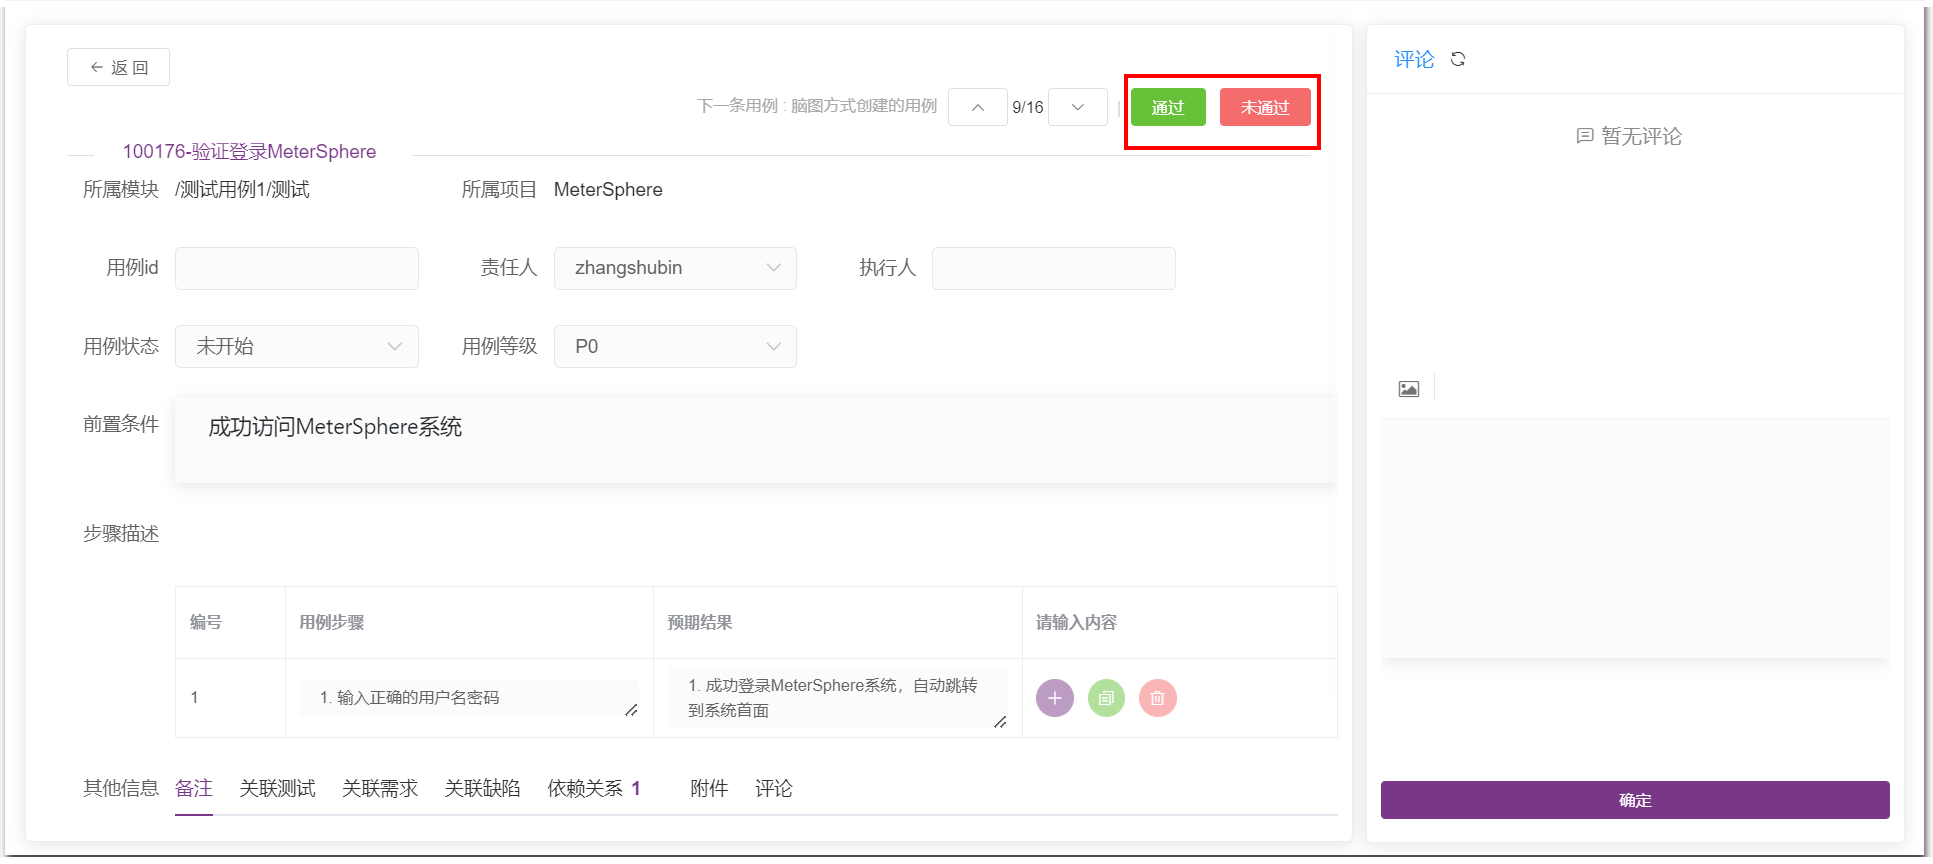 返 回
下一条用例 : 脑图方式创建的用例
9/16
通过
未通过
100176-验证登录MeterSphere
所属模块 /测试用例1/测试
所属项目 MeterSphere
用例id
责任人 zhangshubin
执行人
用例状态 未开始
用例等级 P0
前置条件 成功访问MeterSphere系统
步骤描述
编号 用例步骤 预期结果 请输入内容
1
1. 输入正确的用户名密码
1. 成功登录MeterSphere系统，自动跳转
到系统首面
其他信息 备注 关联测试 关联需求 关联缺陷 依赖关系 1 附件 评论
评论
暂无评论
确定